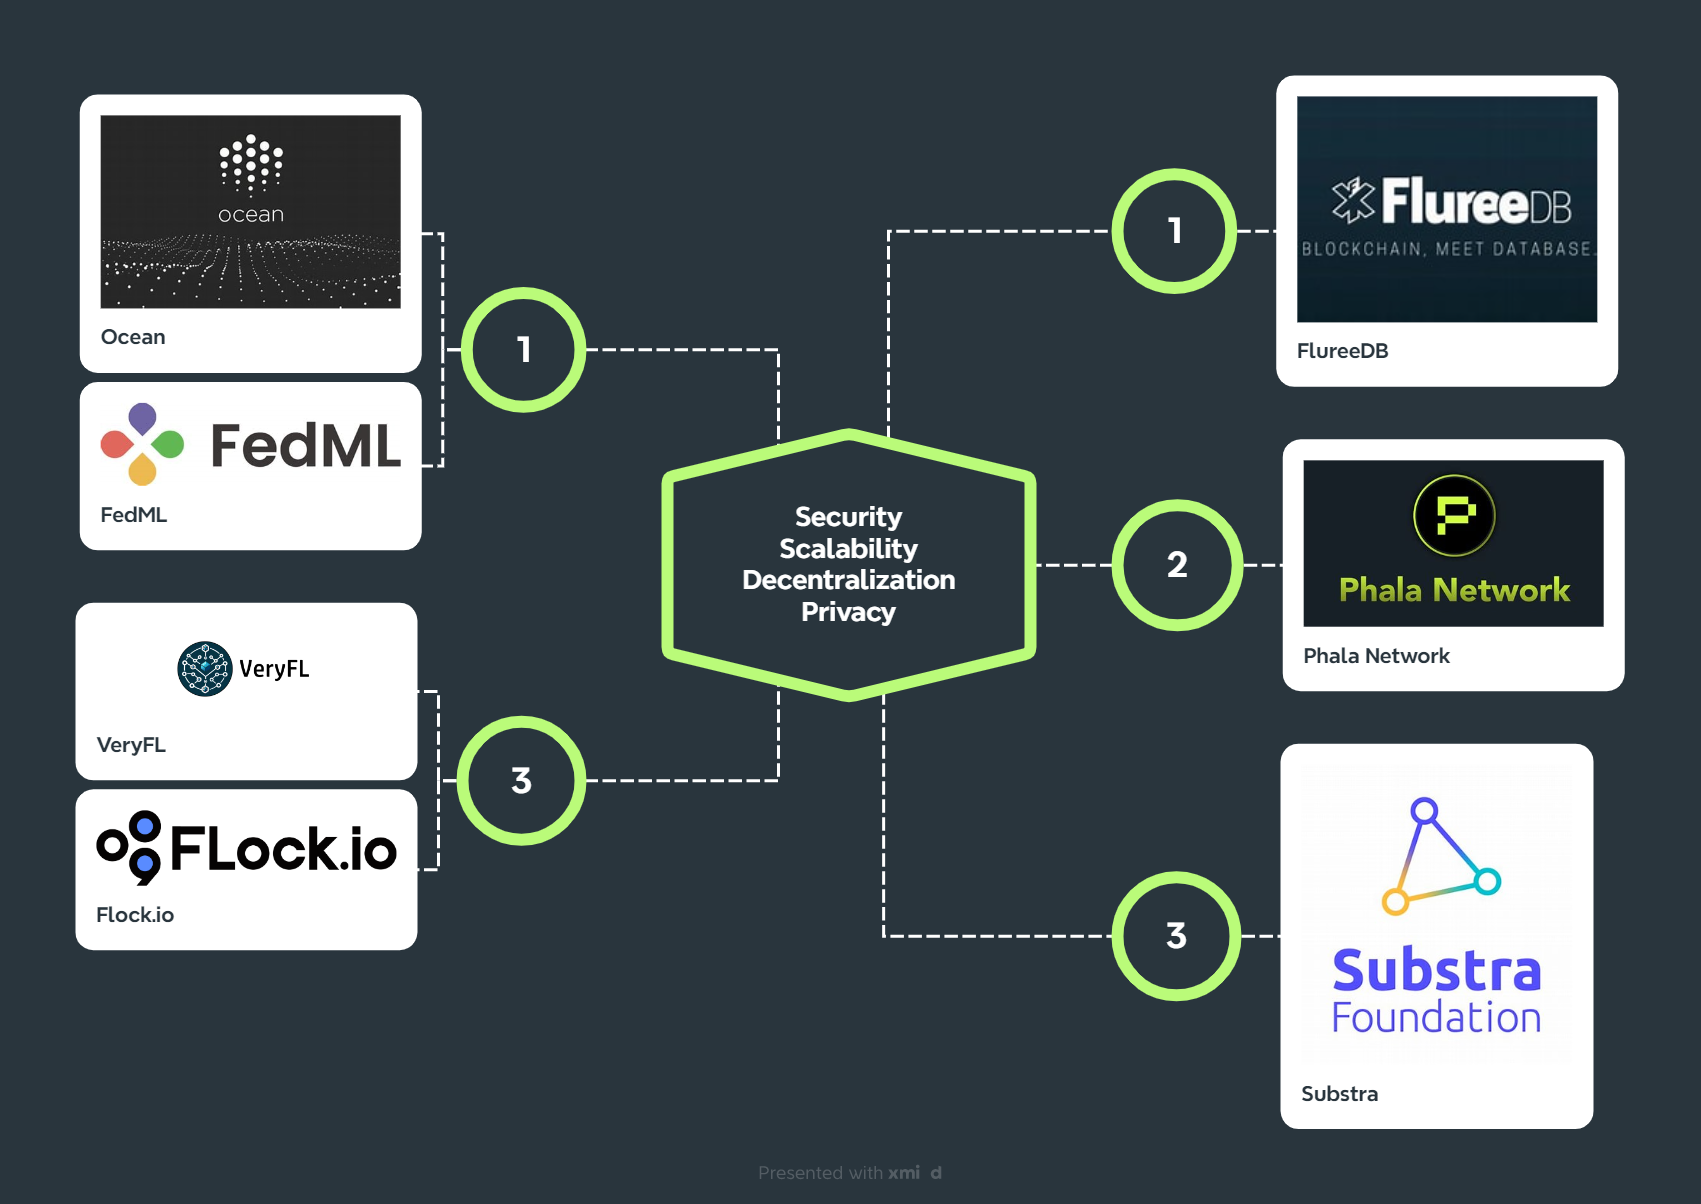 ocean
Ocean
FedML
FedML
1
VeryFL
VeryFL
FLock.io
Flock.io
3
Security
Scalability
Decentralization
Privacy
1
FlureeDB
BLOCKCHAIN, MEET DATABASE.
FlureeDB
2
Phala Network
Phala Network
3
Substra
Foundation
Substra
Presented with xmi d